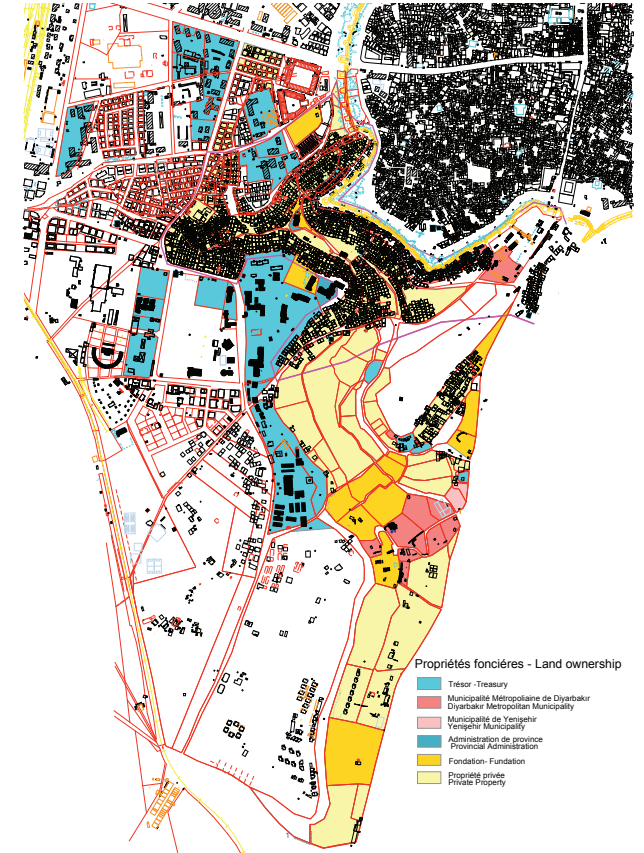 Propriétés fonciéres - Land ownership
Trésor -Treasury
Municipalité Métropoliaine de Diyarbakır
Diyarbakır Metropolitan Municipality
Municipalité de Yenişehir
Yenişehir Municipality
Administration de province
Provincial Administration
Fondation- Fundation
Propriété privée
Private Property